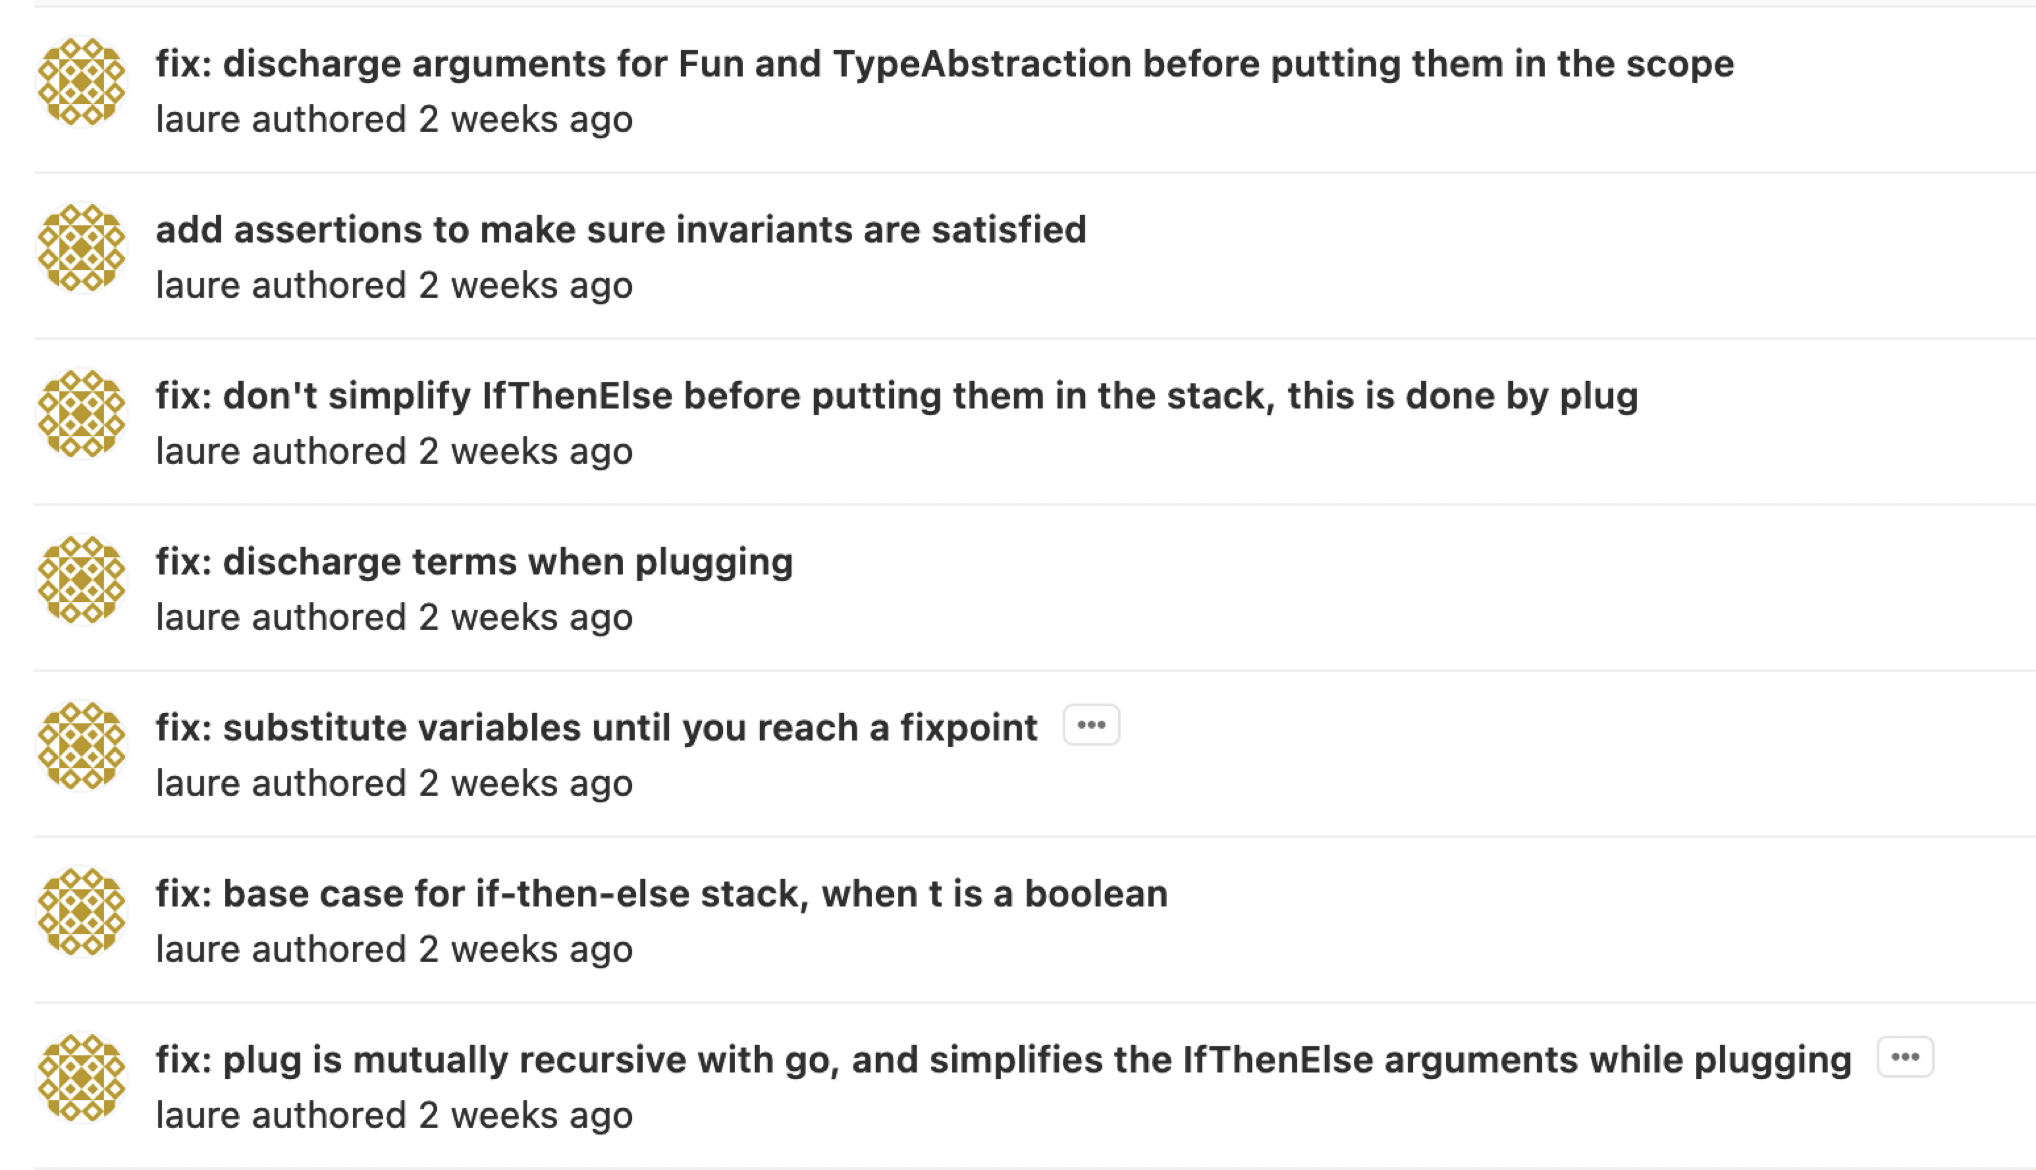 fix: discharge arguments for Fun and TypeAbstraction before putting them in the scope
laure authored 2 weeks ago
add assertions to make sure invariants are satisfied
laure authored 2 weeks ago
fix: don't simplify IfThenElse before putting them in the stack, this is done by plug
laure authored 2 weeks ago
fix: discharge terms when plugging
laure authored 2 weeks ago
fix: substitute variables until you reach a fixpoint
laure authored 2 weeks ago
fix: base case for if-then-else stack, when t is a boolean
laure authored 2 weeks ago
fix: plug is mutually recursive with go, and simplifies the IfThenElse arguments while plugging
laure authored 2 weeks ago